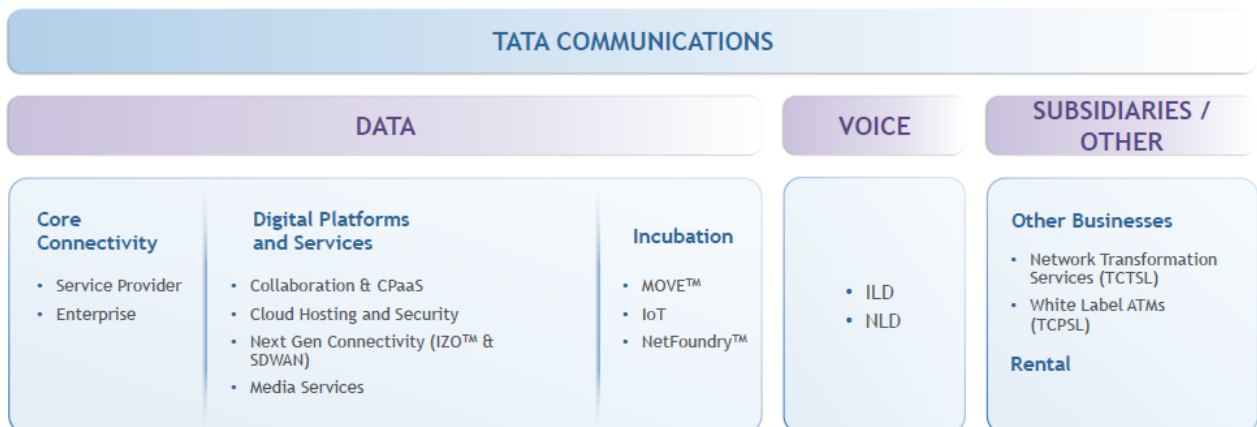 TATA COMMUNICATIONS
DATA
VOICE
SUBSIDIARIES /
OTHER
Core
Connectivity
• Service Provider
• Enterprise
Digital Platforms
and Services
• Collaboration & CPaaS
• Cloud Hosting and Security
• Next Gen Connectivity (IZO™ &
SDWAN)
• Media Services
Incubation
• MOVE™
• IoT
• NetFoundry™
• ILD
• NLD
Other Businesses
• Network Transformation
Services (TCTSL)
• White Label ATMs
(TCPSL)
Rental